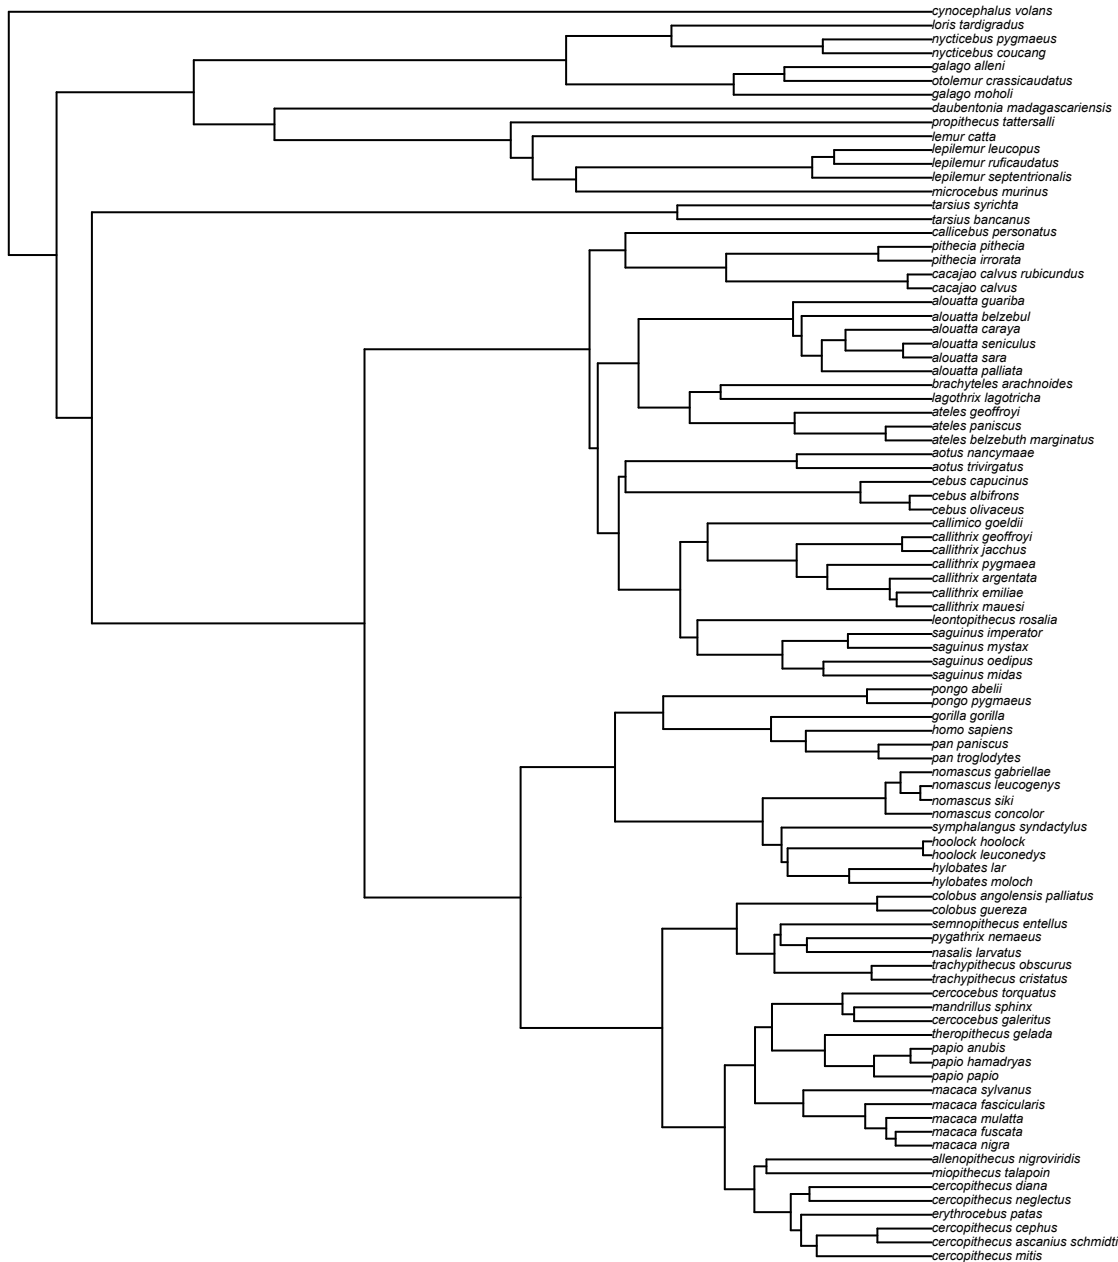 cynocephalus volans
loris tardigradus
nycticebus pygmaeus
nycticebus coucang
galago alleni
otolemur crassicaudatus
galago moholi
daubentonia madagascariensis
propithecus tattersalli
lemur catta
lepilemur leucopus
lepilemur ruficaudatus
lepilemur septentrionalis
microcebus murinus
tarsius syrichta
tarsius bancanus
callicebus personatus
pithecia pithecia
pithecia irrorata
cacajao calvus rubicundus
cacajao calvus
alouatta guariba
alouatta belzebul
alouatta caraya
alouatta seniculus
alouatta sara
alouatta palliata
brachyteles arachnoides
lagothrix lagotricha
ateles geoffroyi
ateles paniscus
ateles belzebuth marginatus
aotus nancymaae
aotus trivirgatus
cebus capucinus
cebus albifrons
cebus olivaceus
callimico goeldii
callithrix geoffroyi
callithrix jacchus
callithrix pygmaea
callithrix argentata
callithrix emiliae
callithrix mauesi
leontopithecus rosalia
saguinus imperator
saguinus mystax
saguinus oedipus
saguinus midas
pongo abelii
pongo pygmaeus
gorilla gorilla
homo sapiens
pan paniscus
pan troglodytes
nomascus gabriellae
nomascus leucogenys
nomascus siki
nomascus concolor
symphalangus syndactylus
hoolock hoolock
hoolock leuconedys
hylobates lar
hylobates moloch
colobus angolensis palliatus
colobus guereza
semnopithecus entellus
pygathrix nemaeus
nasalis larvatus
trachypithecus obscurus
trachypithecus cristatus
cercocebus torquatus
mandrillus sphinx
cercocebus galeritus
theropithecus gelada
papio anubis
papio hamadryas
papio papio
macaca sylvanus
macaca fascicularis
macaca mulatta
macaca fuscata
macaca nigra
allenopithecus nigroviridis
miopithecus talapoin
cercopithecus diana
cercopithecus neglectus
erythrocebus patas
cercopithecus cephus
cercopithecus ascanius schmidti
cercopithecus mitis